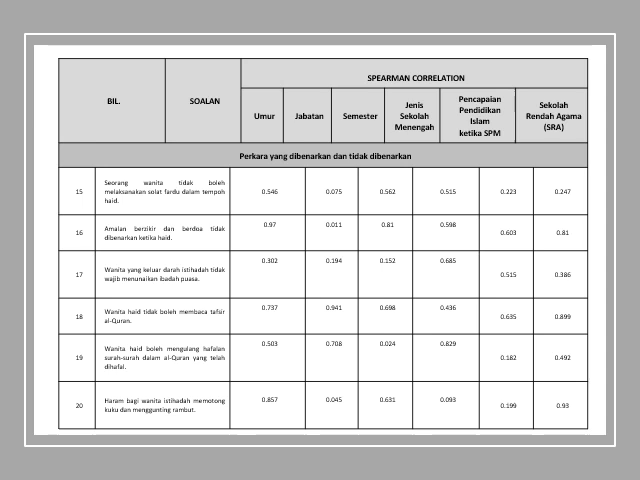 BIL.
SOALAN
SPEARMAN CORRELATION
Umur
Jabatan
Semester
Jenis
Sekolah
Menengah
Pencapaian
Pendidikan
Islam
ketika SPM
Sekolah
Rendah Agama
(SRA)
Perkara yang dibenarkan dan tidak dibenarkan
15
Seorang wanita tidak boleh
melaksanakan solat fardu dalam tempoh
haid.
0.546
0.075
0.562
0.515
0.223
0.247
16
Amalan berzikir dan berdoa tidak
dibenarkan ketika haid.
0.97
0.011
0.81
0.598
0.603
0.81
17
Wanita yang keluar darah istihadah tidak
wajib menunaikan ibadah puasa.
0.302
0.194
0.152
0.685
0.515
0.386
18
Wanita haid tidak boleh membaca tafsir
al-Quran.
0.737
0.941
0.698
0.436
0.635
0.899
19
Wanita haid boleh mengulang hafalan
surah-surah dalam al-Quran yang telah
dihafal.
0.503
0.708
0.024
0.829
0.182
0.492
20
Haram bagi wanita istihadah memotong
kuku dan menggunting rambut.
0.857
0.045
0.631
0.093
0.199
0.93